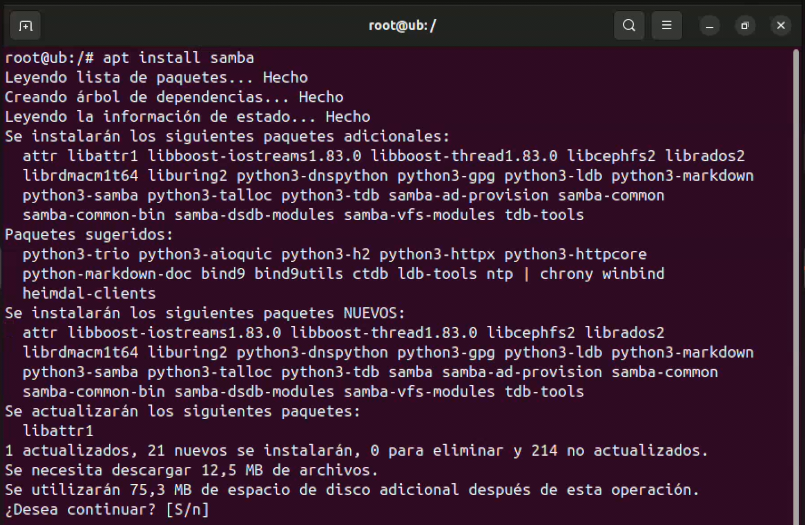 root@ub: /
root@ub:/# apt install samba
Leyendo lista de paquetes... Hecho
Creando árbol de dependencias... Hecho
Leyendo la información de estado... Hecho
Se instalarán los siguientes paquetes adicionales:
  attr libattr1 libboost-iostreams1.83.0 libboost-thread1.83.0 libcephfs2 librados2
  librdmacm1t64 liburing2 python3-dnspython python3-gpg python3-ldb python3-markdown
  python3-samba python3-talloc python3-tdb samba-ad-provision samba-common
  samba-common-bin samba-dsdb-modules samba-vfs-modules tdb-tools
Paquetes sugeridos:
  python3-trio python3-aioquic python3-h2 python3-httpx python3-httpcore
  python-markdown-doc bind9 bind9utils ctdb ldb-tools ntp | chrony winbind
  heimdal-clients
Se instalarán los siguientes paquetes NUEVOS:
  attr libboost-iostreams1.83.0 libboost-thread1.83.0 libcephfs2 librados2
  librdmacm1t64 liburing2 python3-dnspython python3-gpg python3-ldb python3-markdown
  python3-samba python3-talloc python3-tdb samba samba-ad-provision samba-common
  samba-common-bin samba-dsdb-modules samba-vfs-modules tdb-tools
Se actualizarán los siguientes paquetes:
  libattr1
1 actualizados, 21 nuevos se instalarán, 0 para eliminar y 214 no actualizados.
Se necesita descargar 12,5 MB de archivos.
Se utilizarán 75,3 MB de espacio de disco adicional después de esta operación.
¿Desea continuar? [S/n]